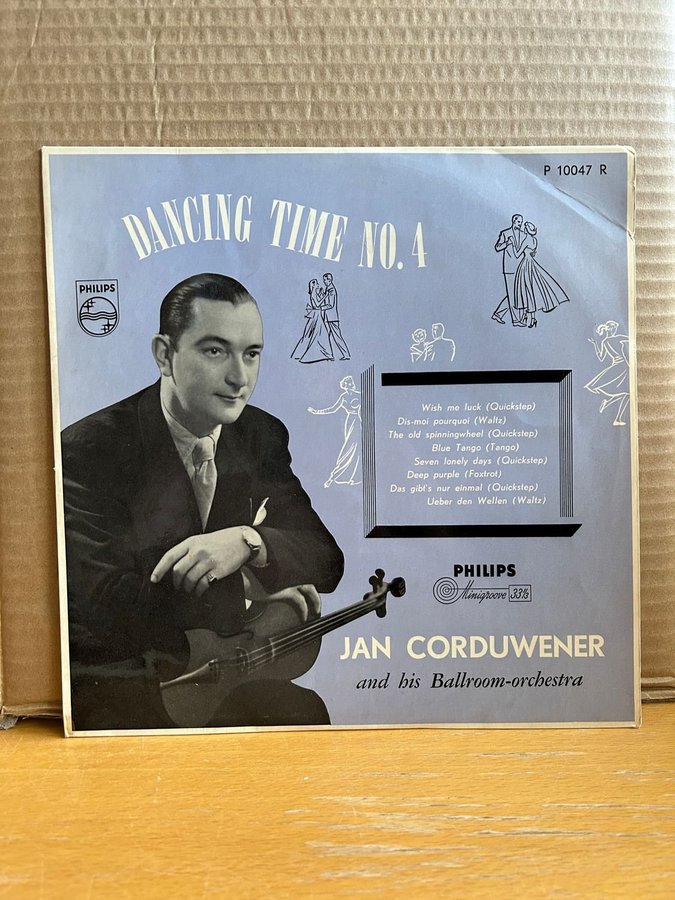 P 10047 R
DANCING TIME NO. 4
PHILIPS
Wish me luck (Quickstep)
Dis-moi pourquoi (Waltz)
The old spinningwheel (Quickstep)
Blue Tango (Tango)
Seven lonely days (Quickstep)
Deep purple (Foxtrot)
Das gibt's nur einmal (Quickstep)
Ueber den Wellen (Waltz)
PHILIPS
Minigroove 33⅓
JAN CORDUWENER
and his Ballroom-orchestra